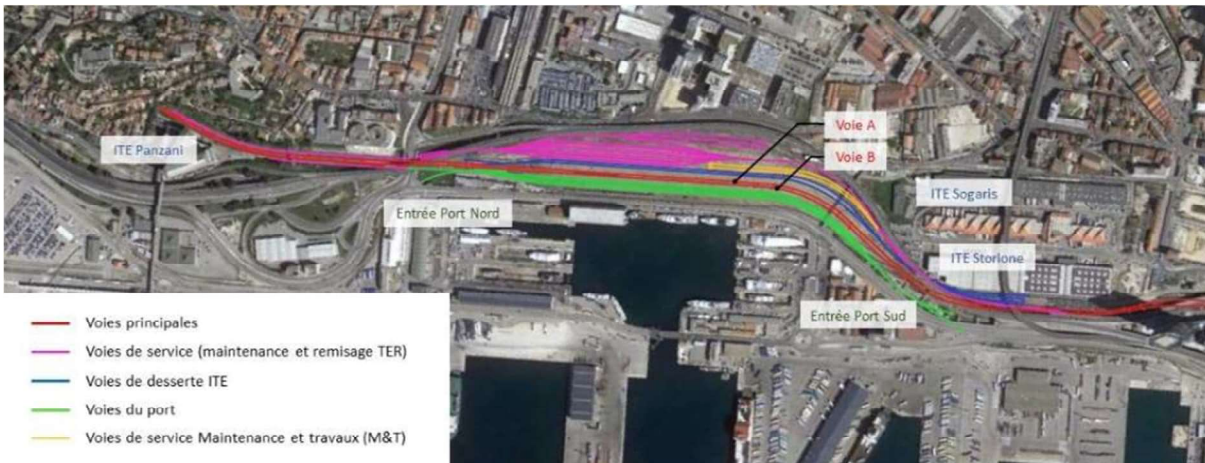 Voie A
ITE Panzani
Voie B
ITE Sogaris
Entrée Port Nord
ITE Storione
Entrée Port Sud
Voies principales
Voies de service (maintenance et remisage TER)
Voies de desserte ITE
Voies du port
Voies de service Maintenance et travaux (M&T)